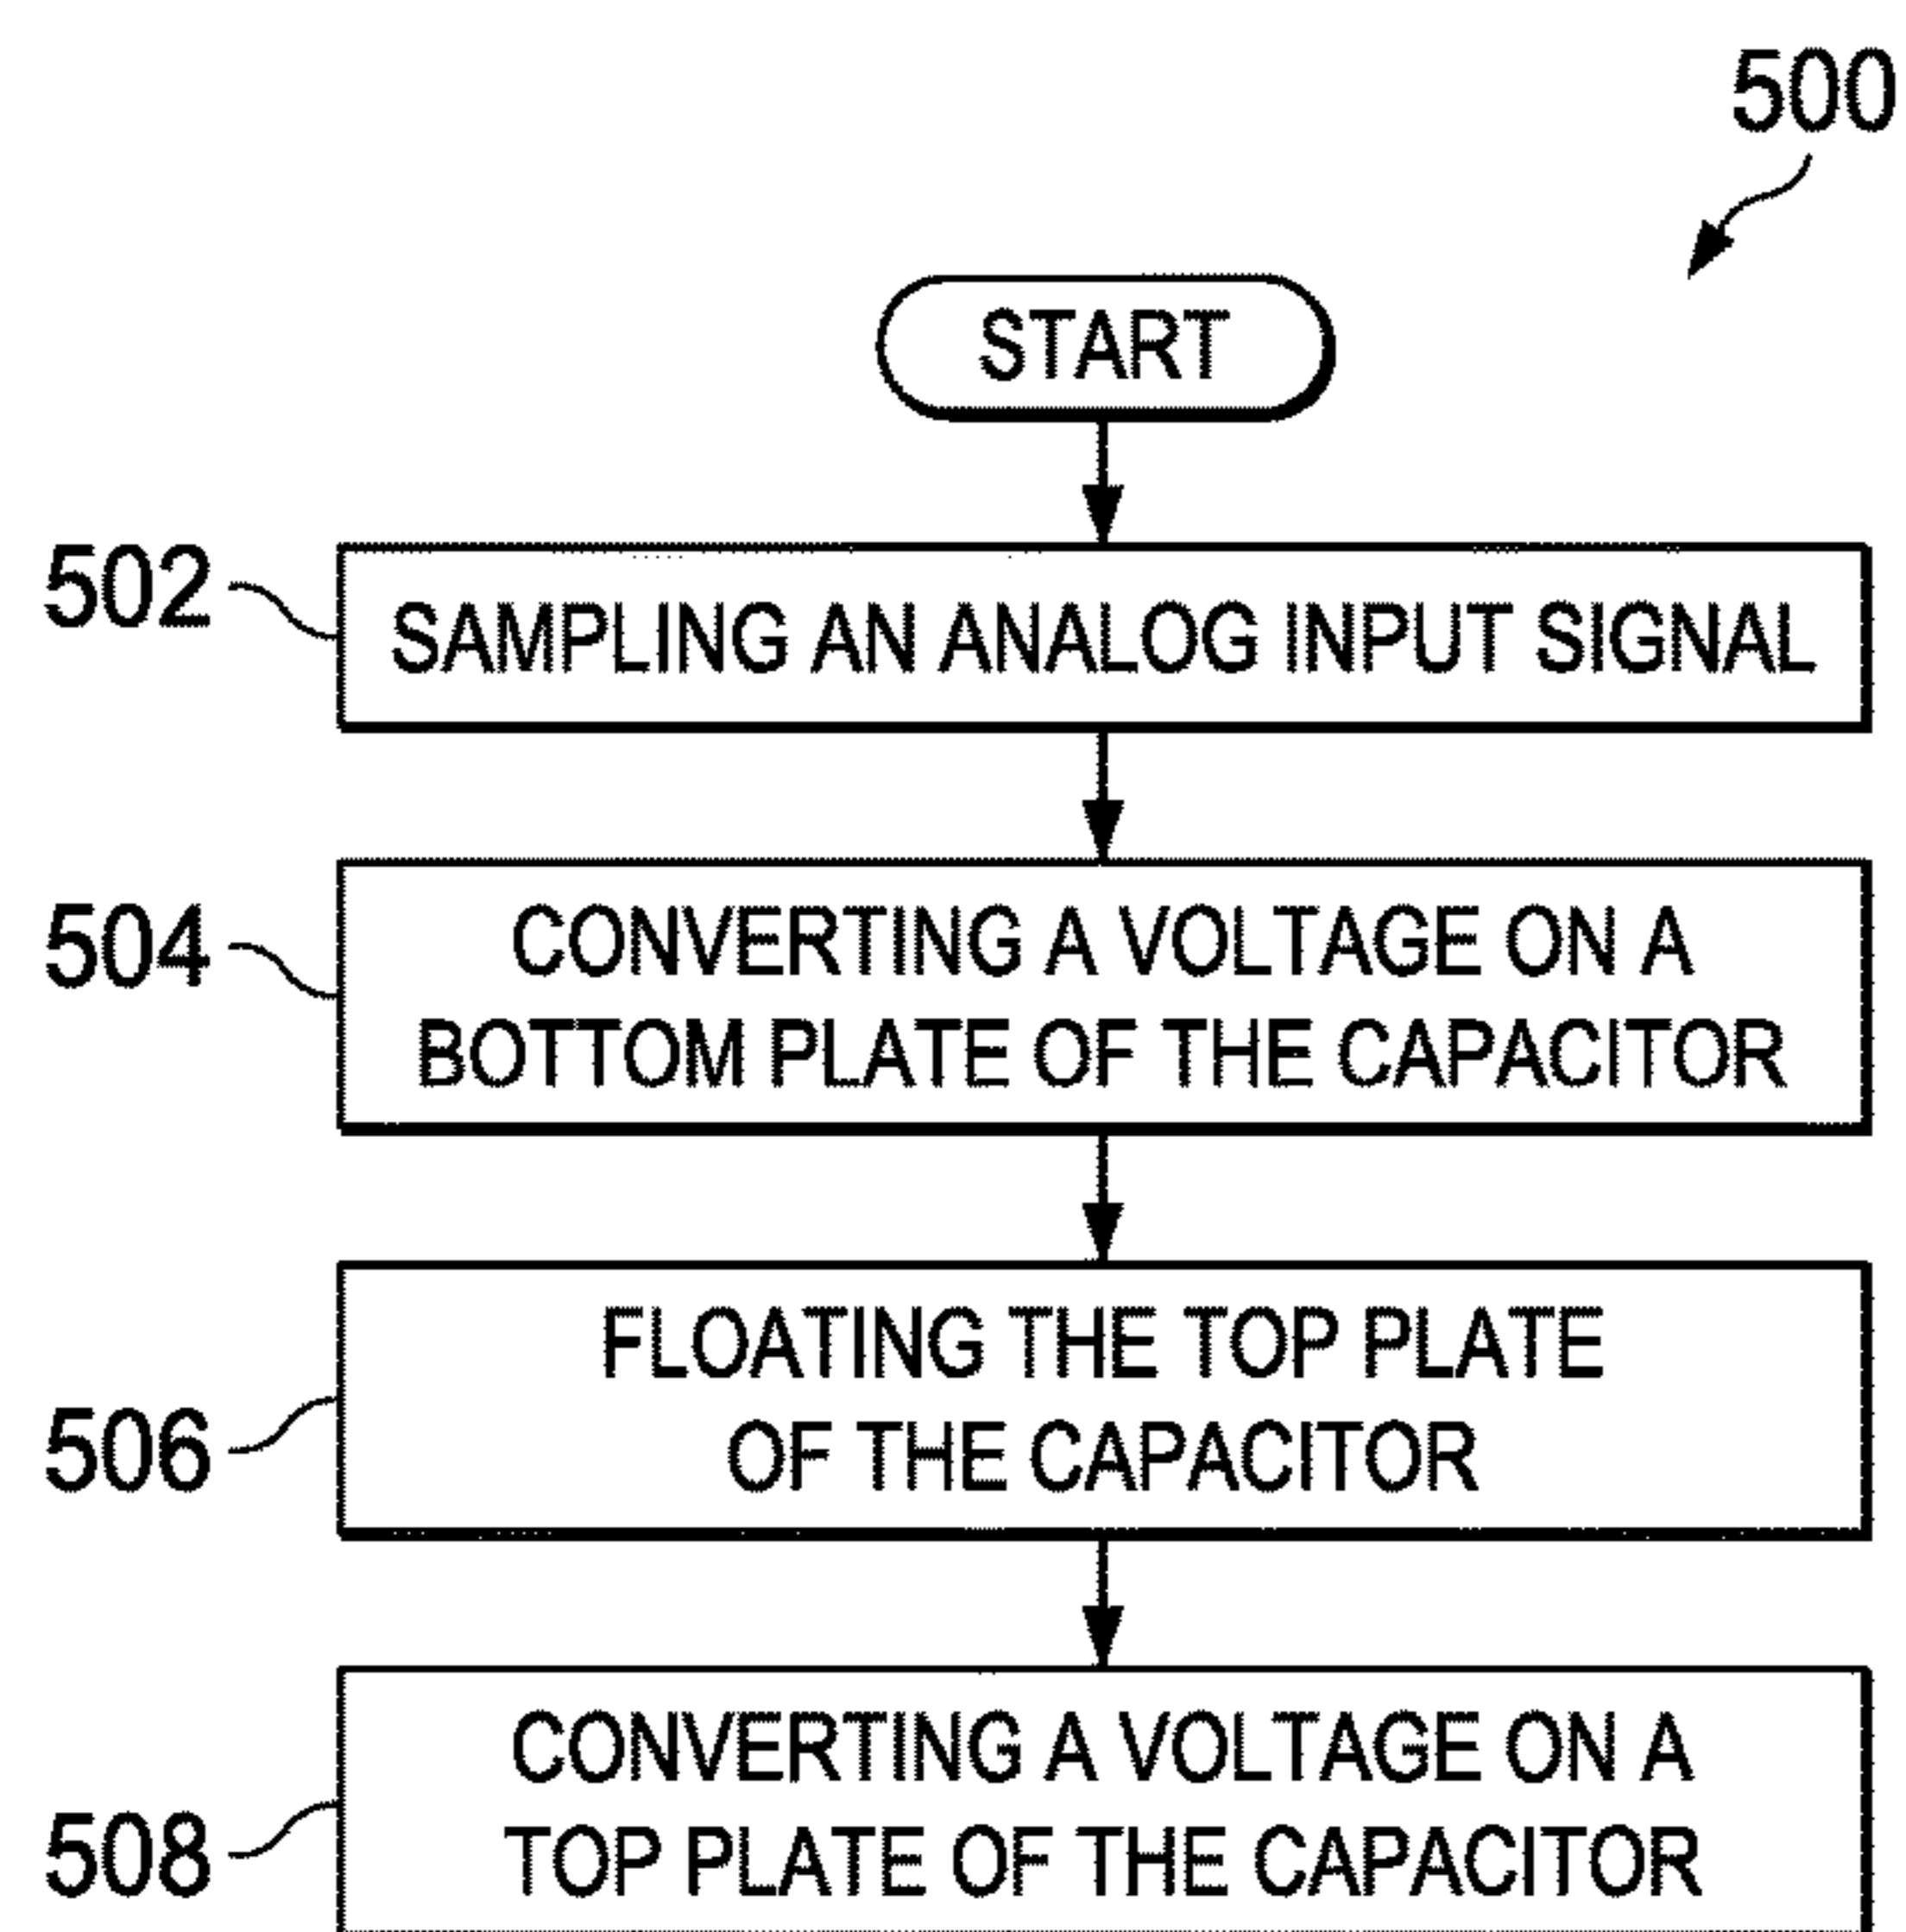 500
START
502
SAMPLING AN ANALOG INPUT SIGNAL
504
CONVERTING A VOLTAGE ON A
BOTTOM PLATE OF THE CAPACITOR
506
FLOATING THE TOP PLATE
OF THE CAPACITOR
508
CONVERTING A VOLTAGE ON A
TOP PLATE OF THE CAPACITOR